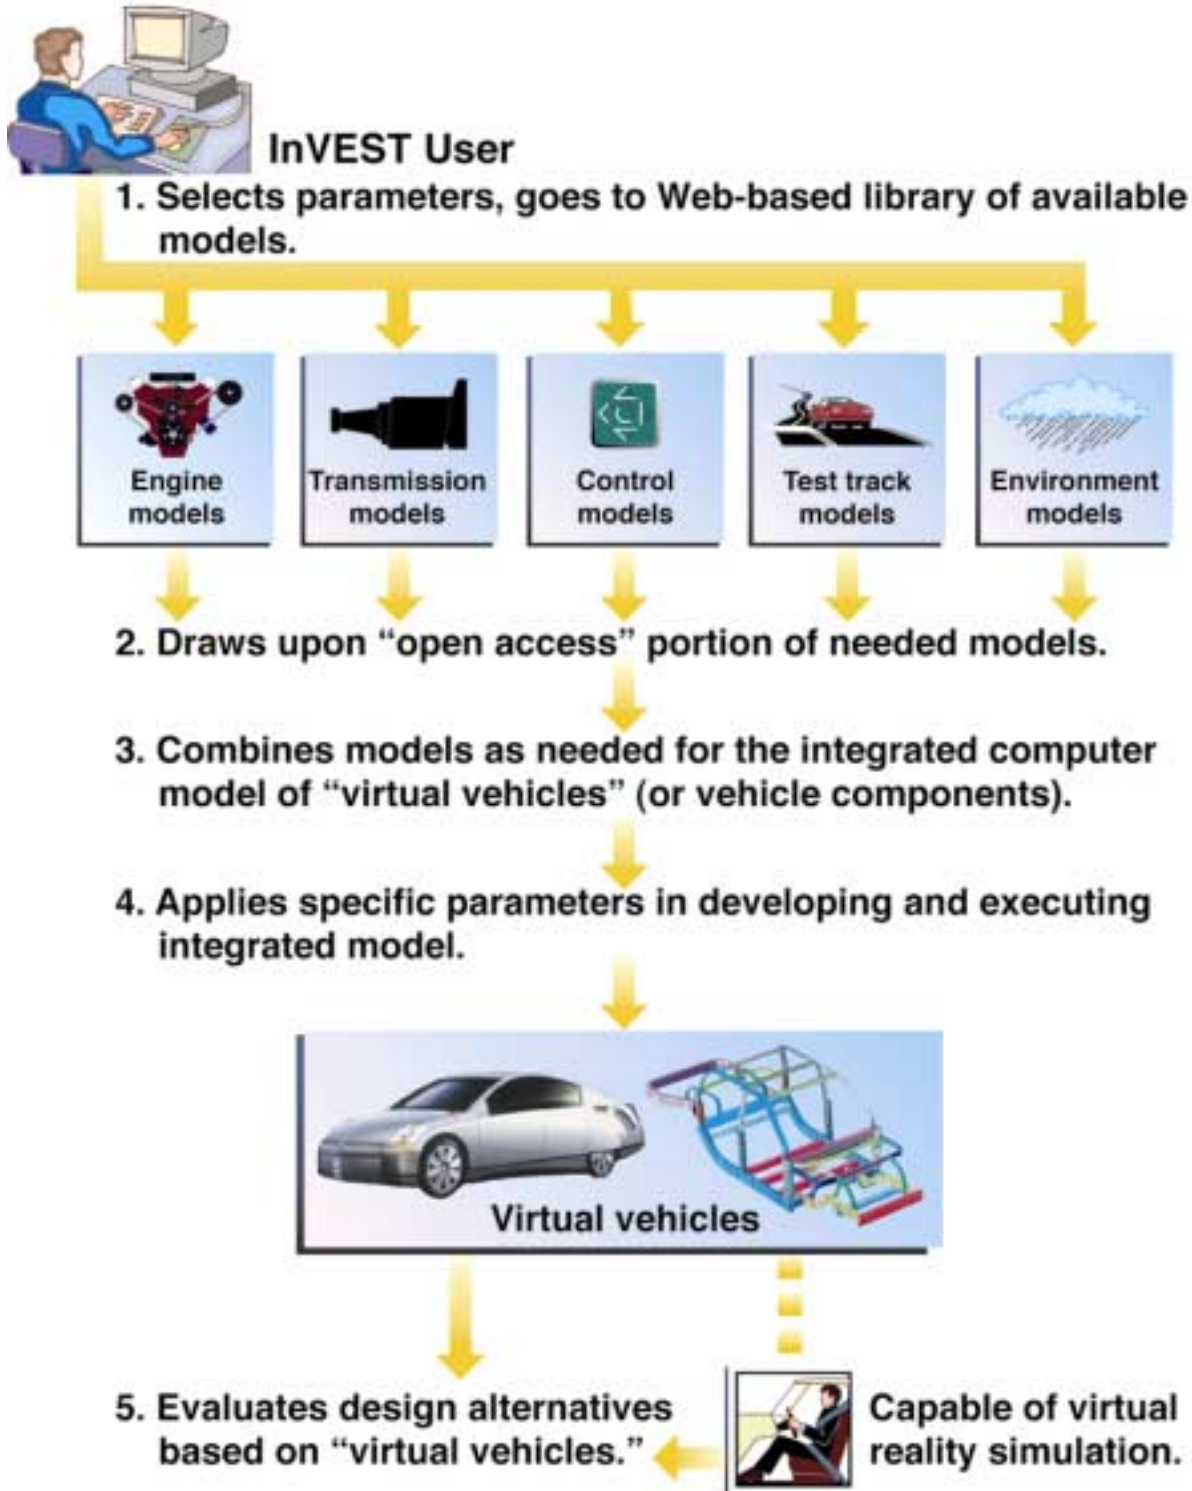 InVEST User
1. Selects parameters, goes to Web-based library of available
models.
Engine
models
Transmission
models
Control
models
Test track
models
Environment
models
2. Draws upon “open access” portion of needed models.
3. Combines models as needed for the integrated computer
model of “virtual vehicles” (or vehicle components).
4. Applies specific parameters in developing and executing
integrated model.
Virtual vehicles
5. Evaluates design alternatives
based on “virtual vehicles.”
Capable of virtual
reality simulation.